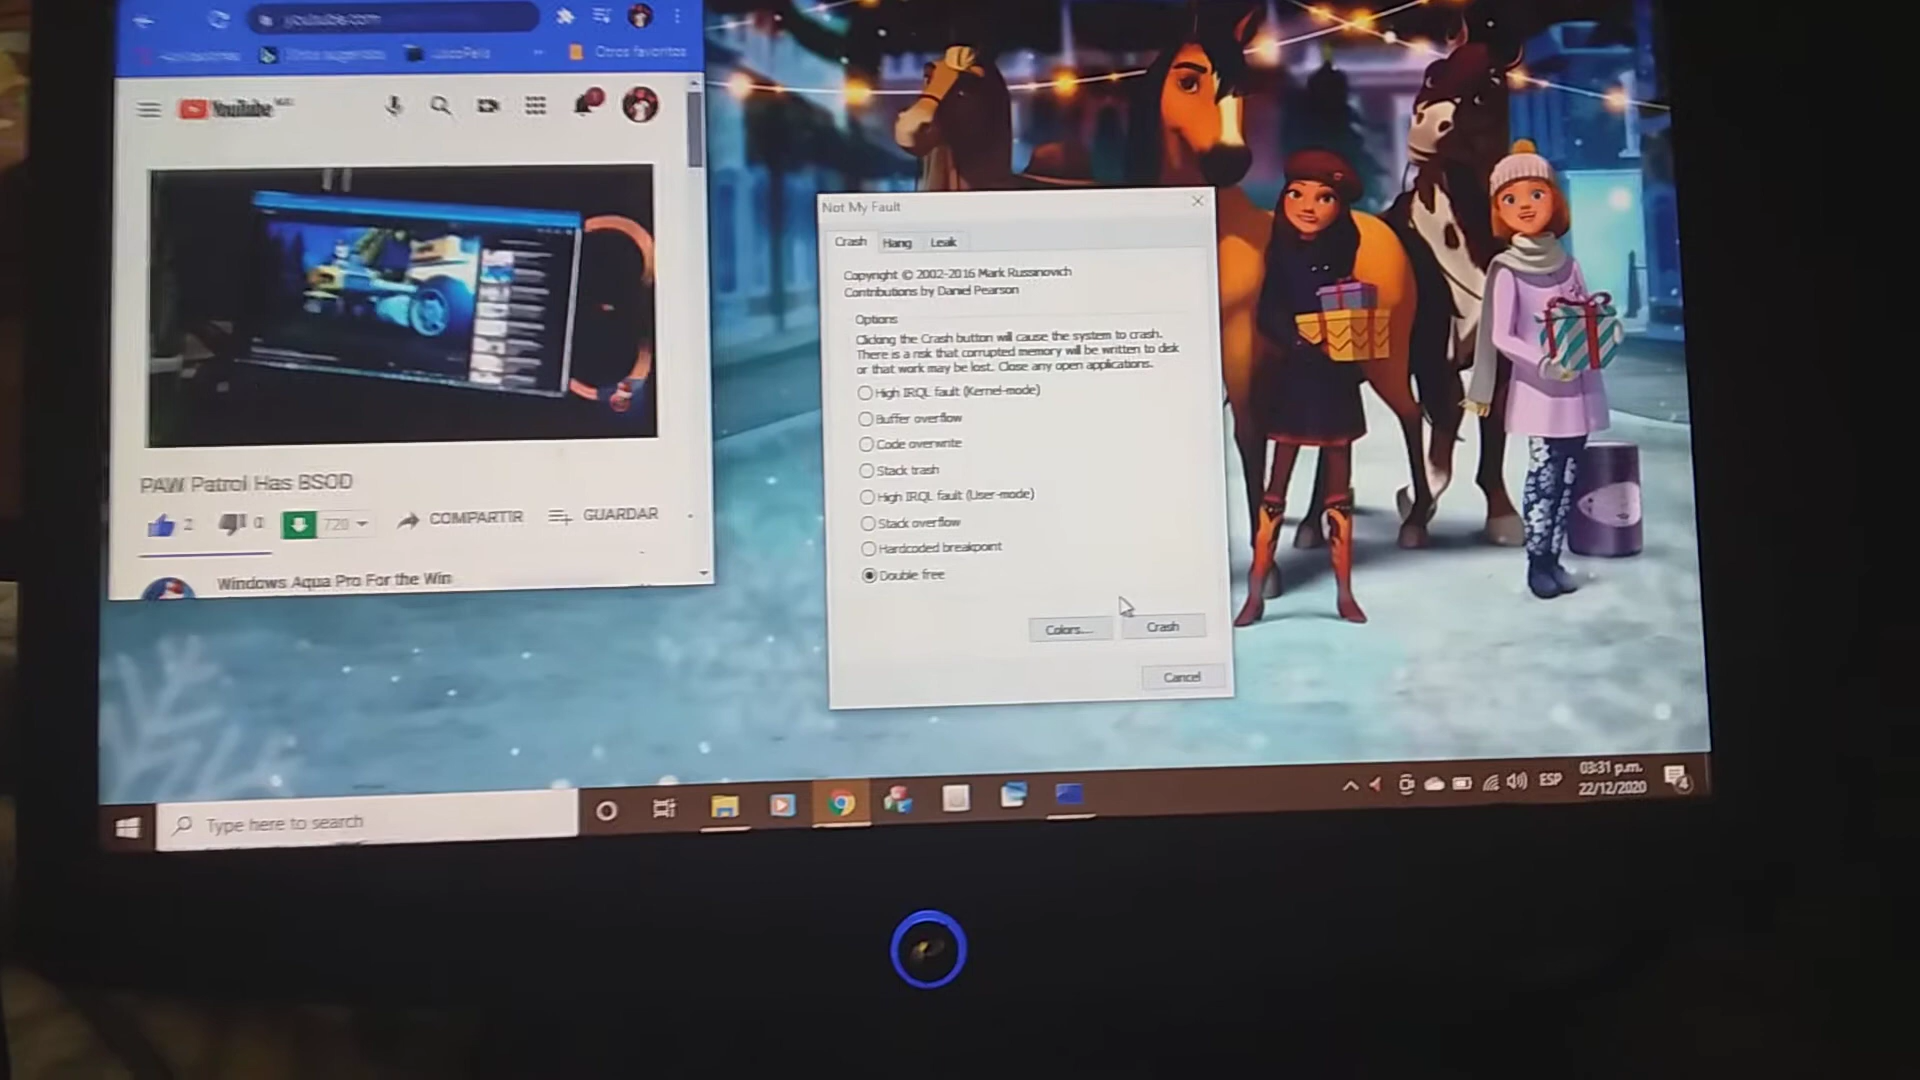 youtube.com
Otros favoritos
YouTube
PAW Patrol Has BSOD
2
0
720
COMPARTIR
GUARDAR
Windows Aqua Pro For the Win
Not My Fault
Crash
Hang
Leak
Copyright © 2002-2016 Mark Russinovich
Contributions by Daniel Pearson
Options
Clicking the Crash button will cause the system to crash.
There is a risk that corrupted memory will be written to disk
or that work may be lost. Close any open applications.
High IRQL fault (Kernel-mode)
Buffer overflow
Code overwrite
Stack trash
High IRQL fault (User-mode)
Stack overflow
Hardcoded breakpoint
Double free
Colors...
Crash
Cancel
Type here to search
ESP
03:31 p.m.
22/12/2020
4